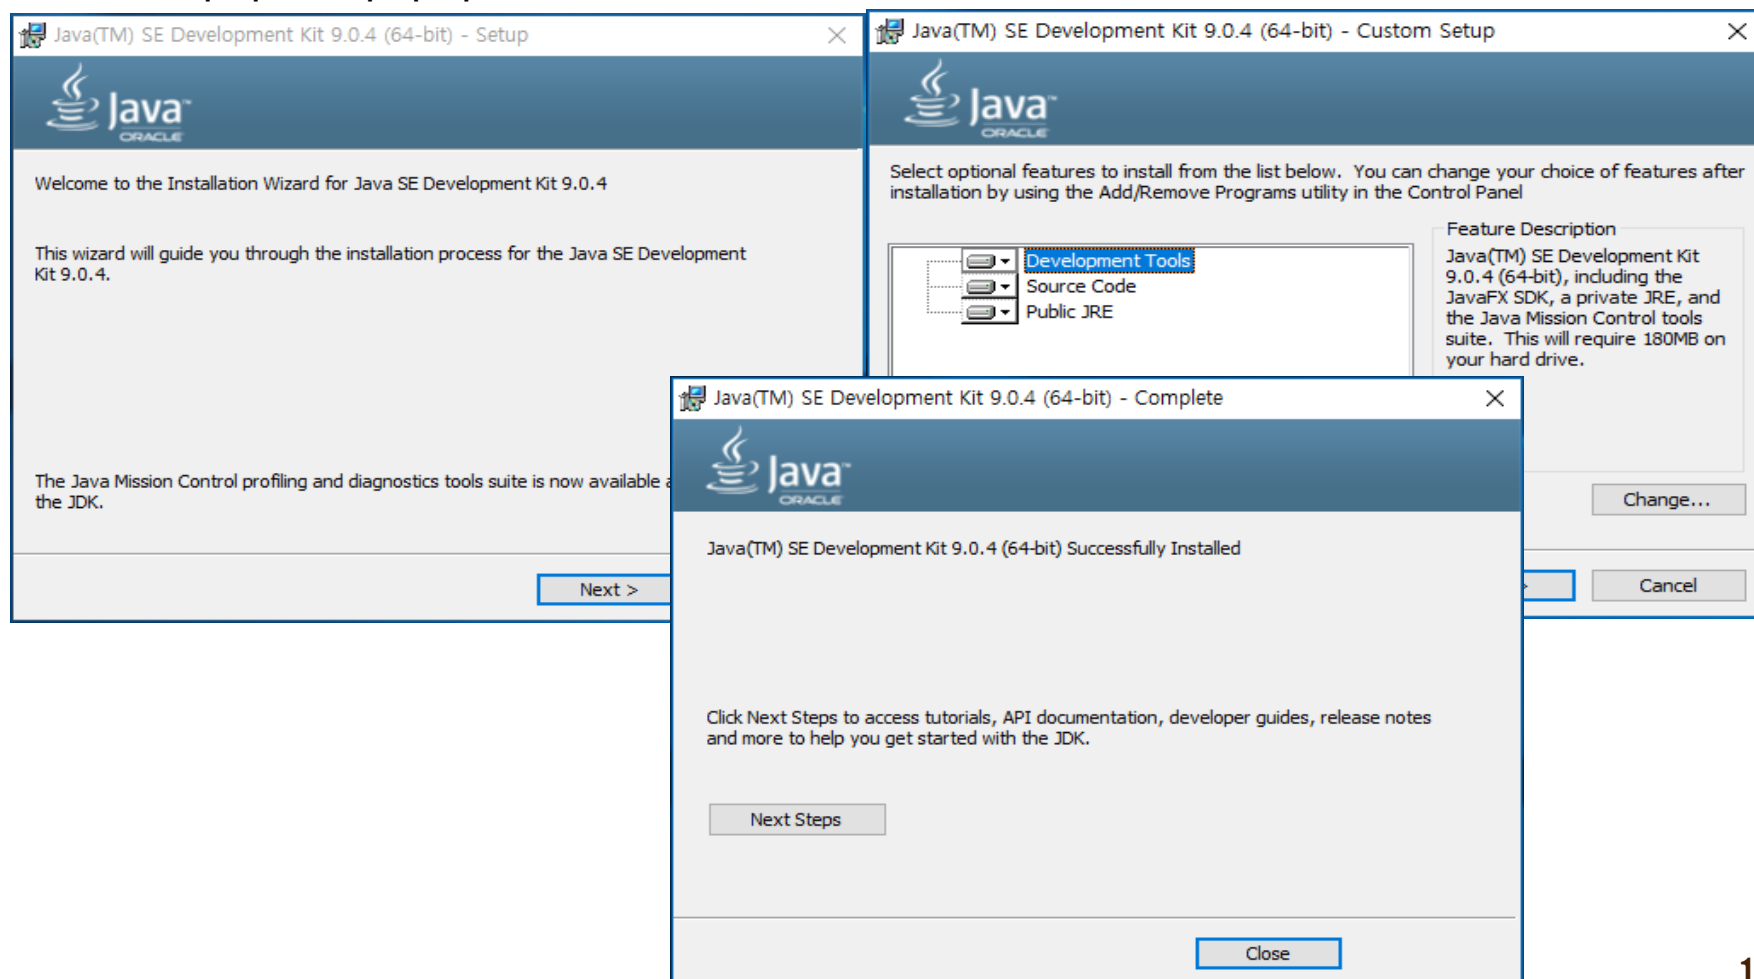 Java(TM) SE Development Kit 9.0.4 (64-bit) - Setup
Java
ORACLE
Welcome to the Installation Wizard for Java SE Development Kit 9.0.4
This wizard will guide you through the installation process for the Java SE Development
Kit 9.0.4.
The Java Mission Control profiling and diagnostics tools suite is now available
the JDK.
Next >
Java(TM) SE Development Kit 9.0.4 (64-bit) - Custom Setup
Java
ORACLE
Select optional features to install from the list below. You can change your choice of features after
installation by using the Add/Remove Programs utility in the Control Panel
Development Tools
Source Code
Public JRE
Feature Description
Java(TM) SE Development Kit
9.0.4 (64-bit), including the
JavaFX SDK, a private JRE, and
the Java Mission Control tools
suite. This will require 180MB on
your hard drive.
Change...
Cancel
Java(TM) SE Development Kit 9.0.4 (64-bit) - Complete
Java
ORACLE
Java(TM) SE Development Kit 9.0.4 (64-bit) Successfully Installed
Click Next Steps to access tutorials, API documentation, developer guides, release notes
and more to help you get started with the JDK.
Next Steps
Close
1